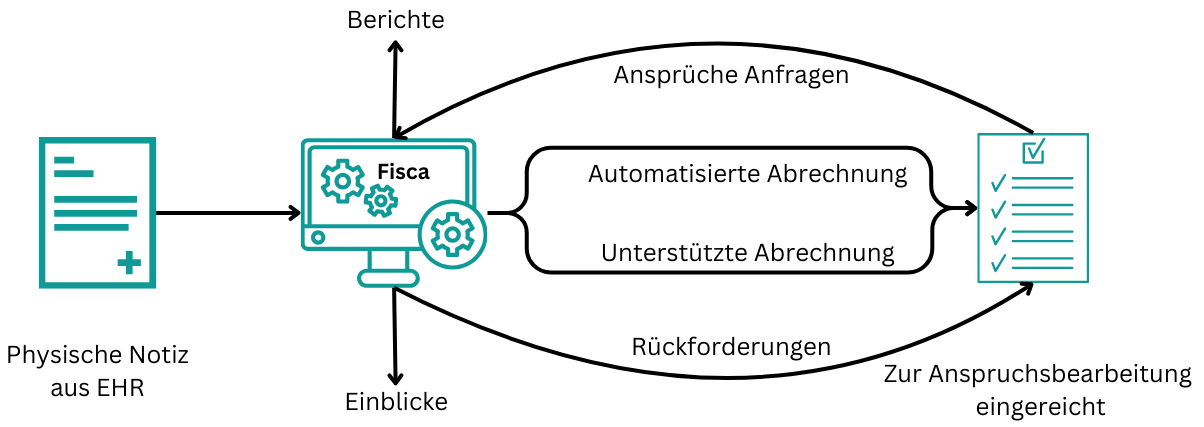 Berichte
Ansprüche Anfragen
Fisca
Automatisierte Abrechnung
Unterstützte Abrechnung
Physische Notiz
aus EHR
Rückforderungen
Einblicke
Zur Anspruchsbearbeitung
eingereicht